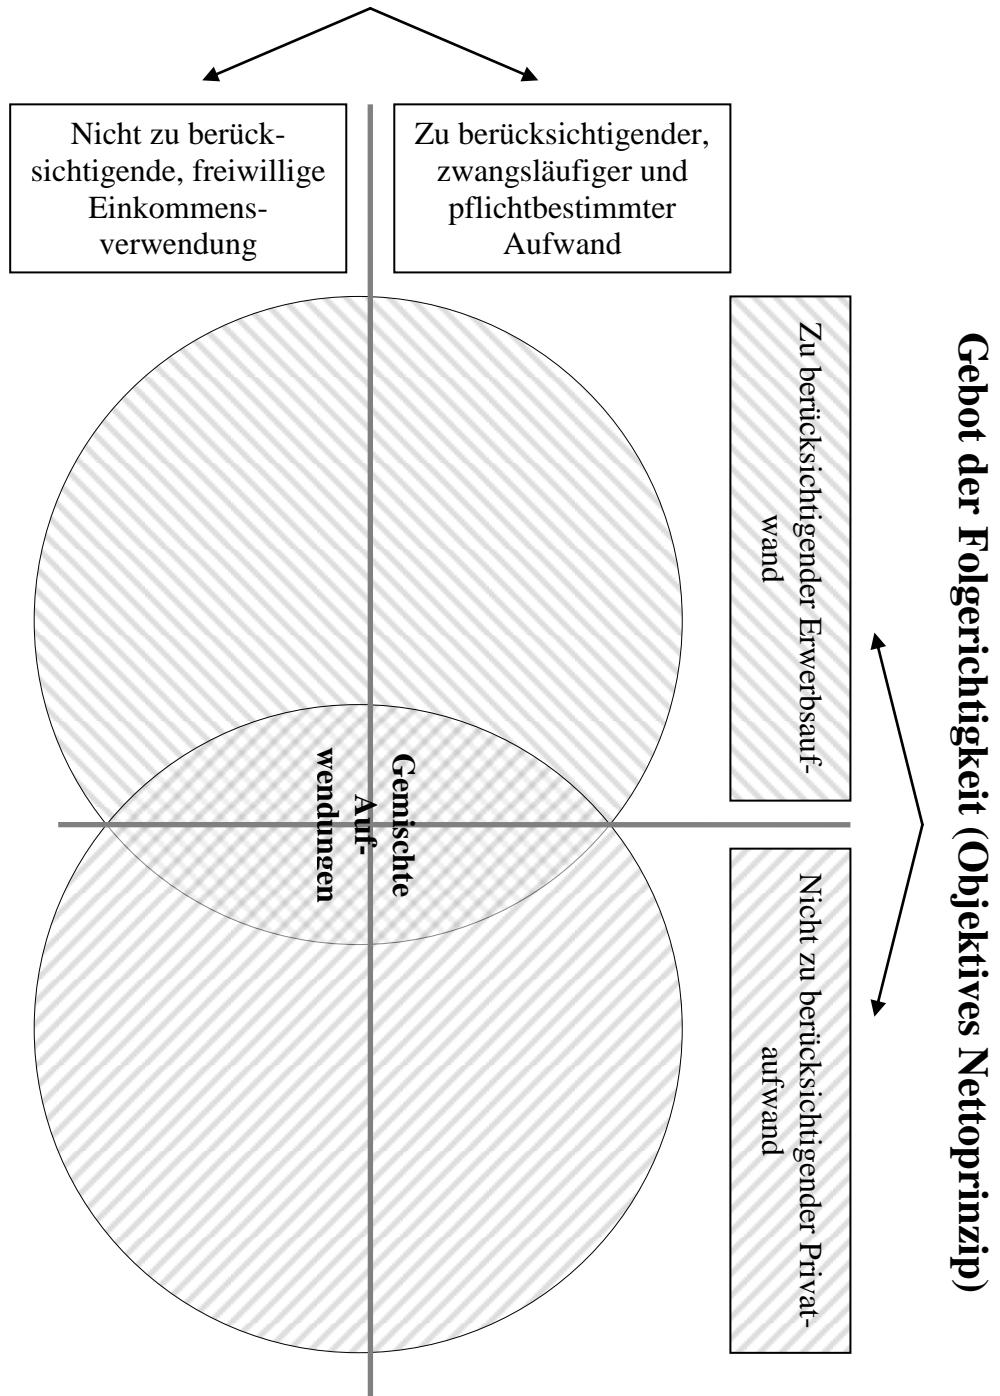 Nicht zu berück-
sichtigende, freiwillige
Einkommens-
verwendung
Zu berücksichtigender,
zwangsläufiger und
pflichtbestimmter
Aufwand
Gebot der Folgerichtigkeit (Objektives Nettoprinzip)
Zu berücksichtigender Erwerbsauf-
wand
Nicht zu berücksichtigender Privat-
aufwand
Gemischte
Auf-
wendungen